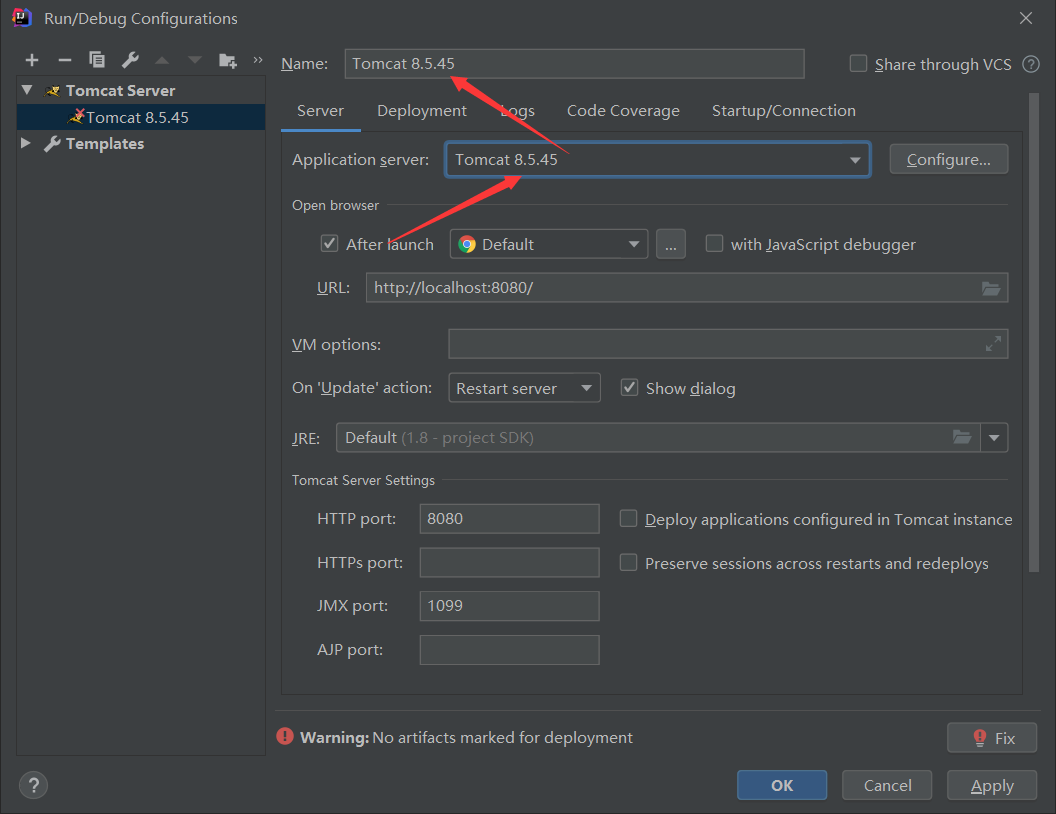 Run/Debug Configurations
Name: Tomcat 8.5.45 Share through VCS ?
Tomcat Server
Tomcat 8.5.45
Templates
Server Deployment Logs Code Coverage Startup/Connection
Application server: Tomcat 8.5.45 Configure...
Open browser
After launch Default ... with JavaScript debugger
URL: http://localhost:8080/
VM options:
On 'Update' action: Restart server Show dialog
JRE: Default (1.8 - project SDK)
Tomcat Server Settings
HTTP port: 8080 Deploy applications configured in Tomcat instance
HTTPs port: Preserve sessions across restarts and redeploys
JMX port: 1099
AJP port:
Warning: No artifacts marked for deployment Fix
? OK Cancel Apply